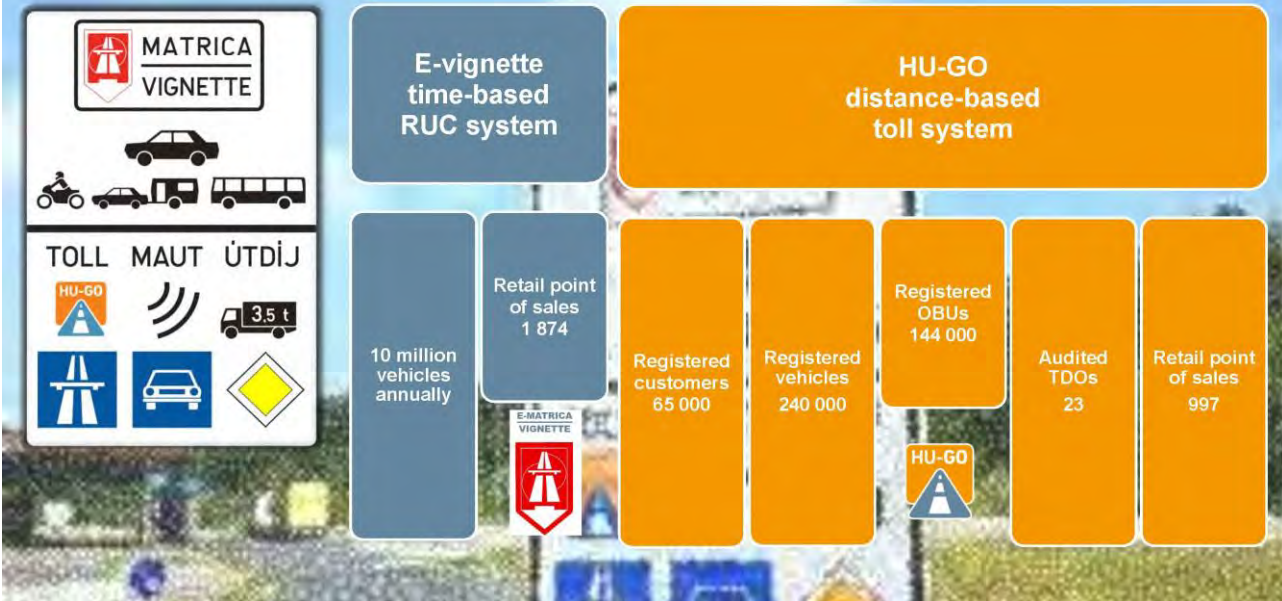 MATRICA
VIGNETTE
TOLL MAUT ÚTDÍJ
HU-GO
3,5 t
E-vignette
time-based
RUC system
HU-GO
distance-based
toll system
10 million
vehicles
annually
Retail point
of sales
1 874
E-MATRICA
VIGNETTE
Registered
customers
65 000
Registered
vehicles
240 000
Registered
OBUs
144 000
HU-GO
Audited
TDOs
23
Retail point
of sales
997